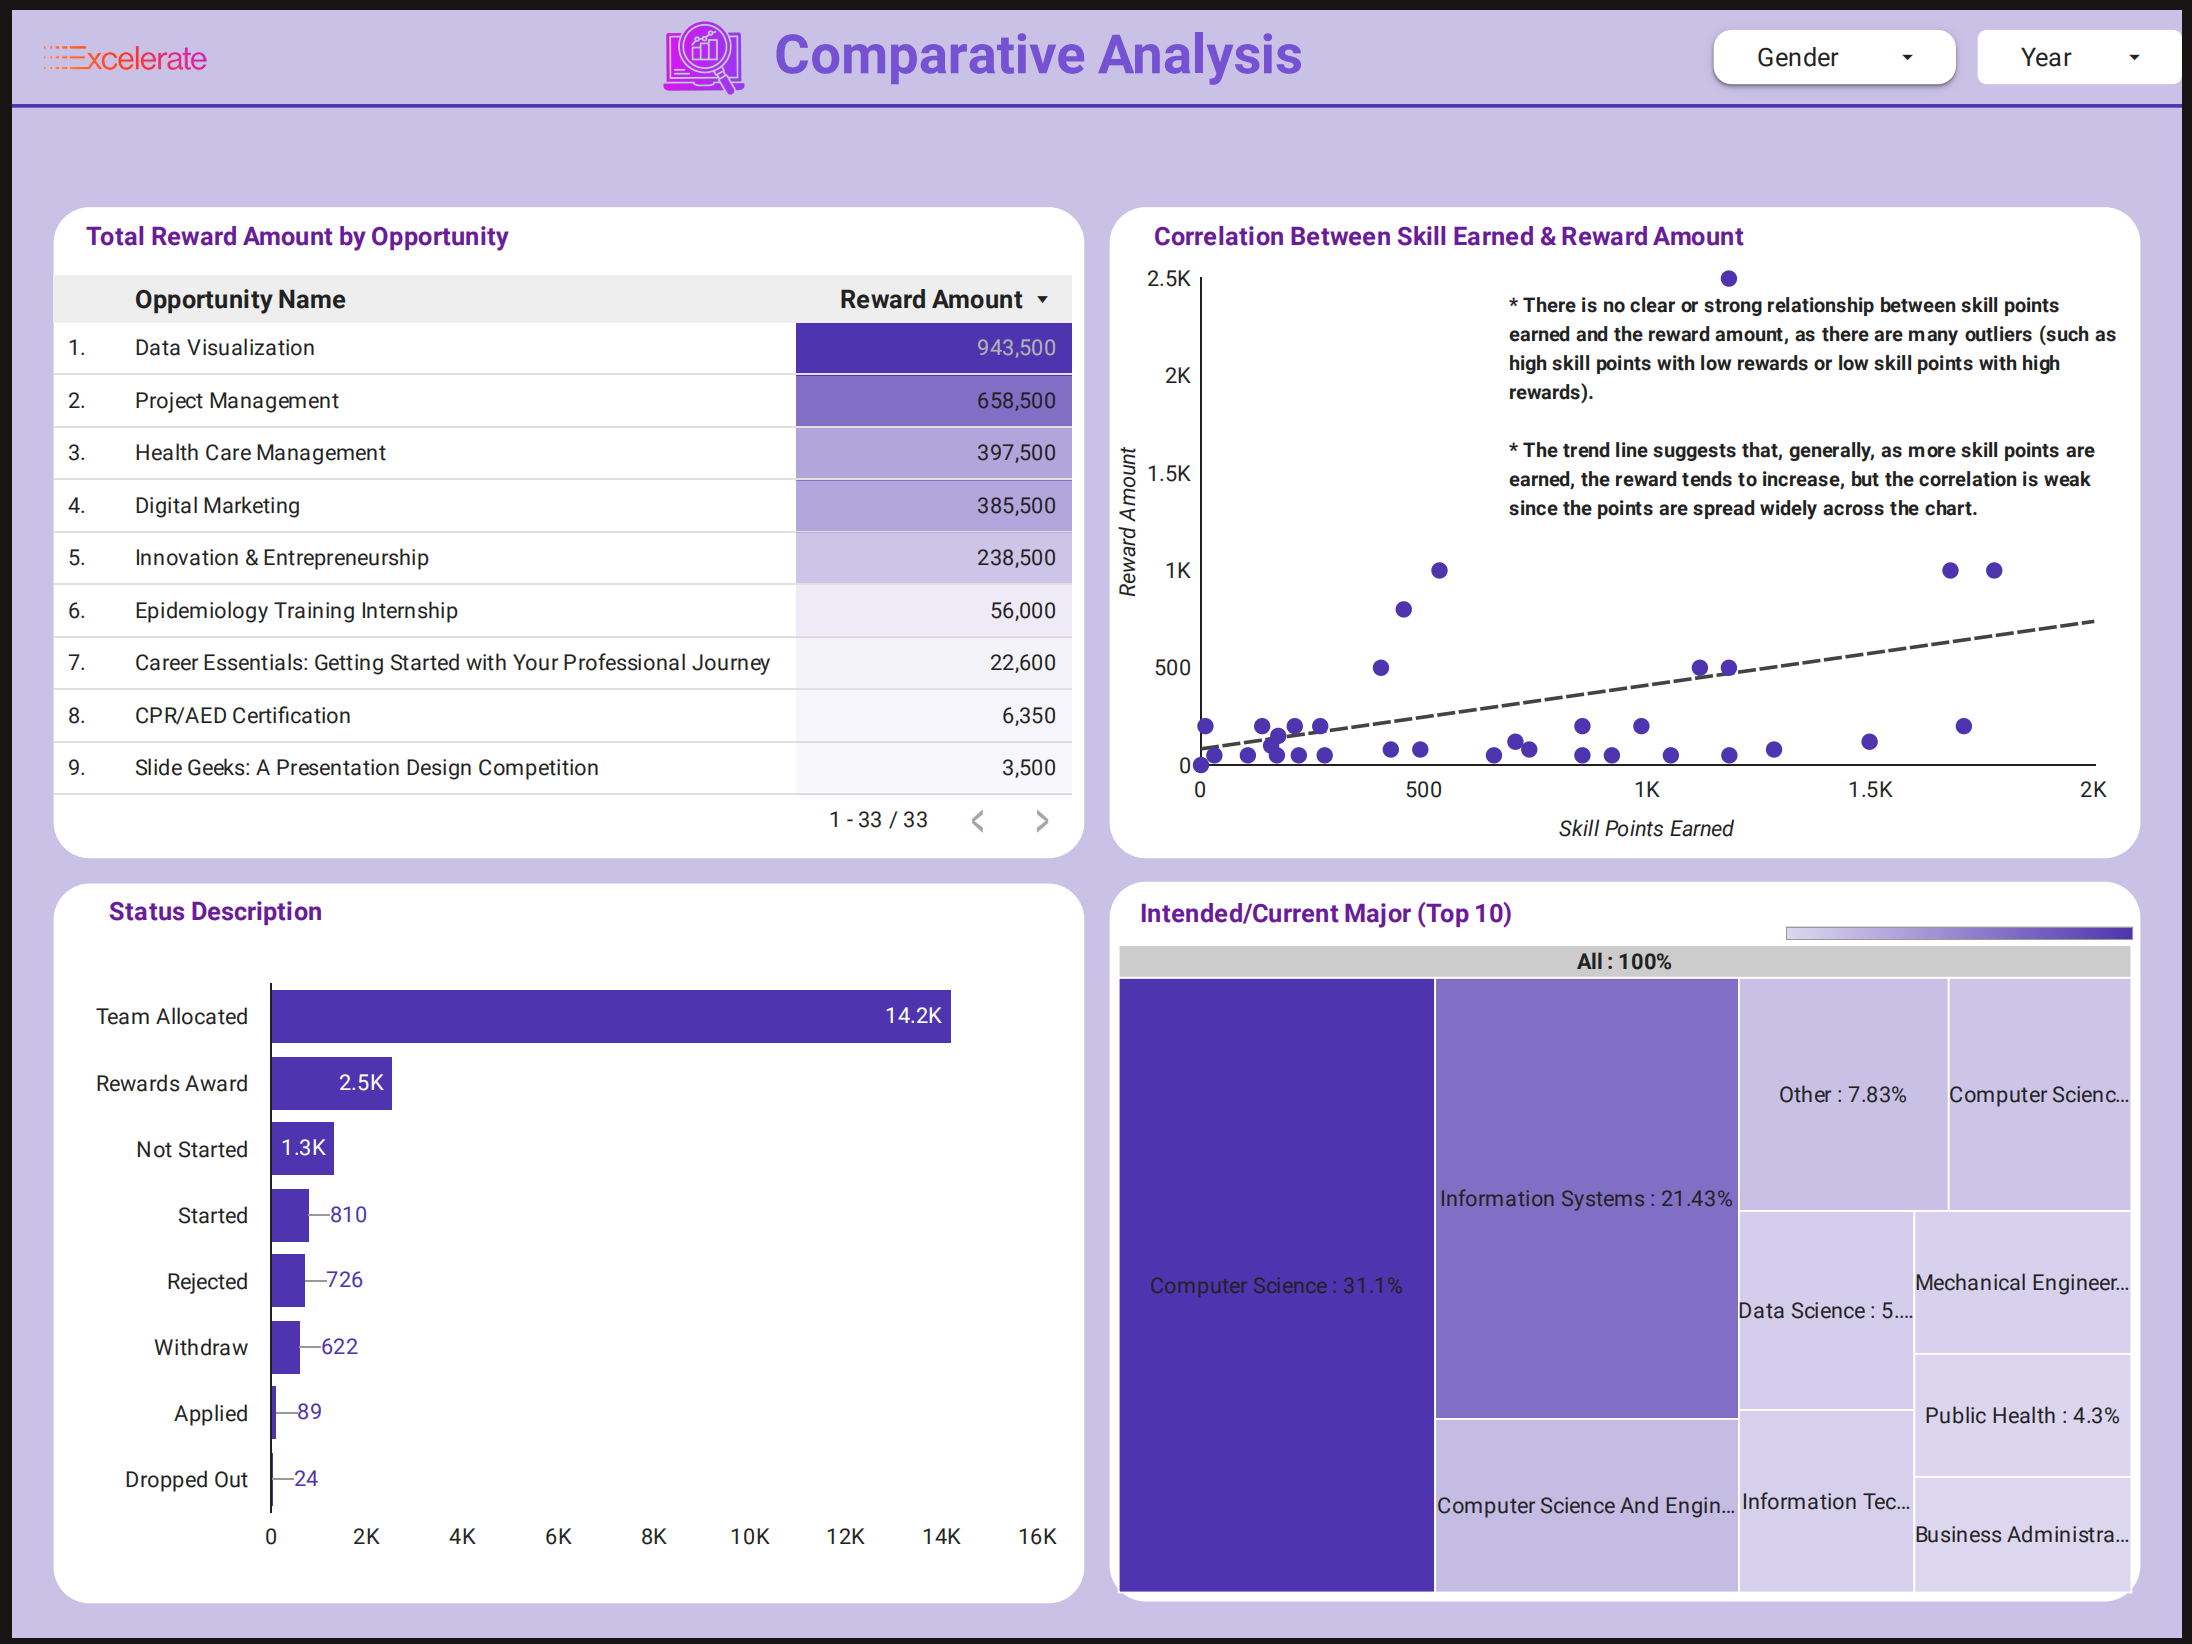 Excelerate
Comparative Analysis
Gender
Year
Total Reward Amount by Opportunity
Opportunity Name Reward Amount
1. Data Visualization 943,500
2. Project Management 658,500
3. Health Care Management 397,500
4. Digital Marketing 385,500
5. Innovation & Entrepreneurship 238,500
6. Epidemiology Training Internship 56,000
7. Career Essentials: Getting Started with Your Professional Journey 22,600
8. CPR/AED Certification 6,350
9. Slide Geeks: A Presentation Design Competition 3,500
1 - 33 / 33
Correlation Between Skill Earned & Reward Amount
* There is no clear or strong relationship between skill points
earned and the reward amount, as there are many outliers (such as
high skill points with low rewards or low skill points with high
rewards).
* The trend line suggests that, generally, as more skill points are
earned, the reward tends to increase, but the correlation is weak
since the points are spread widely across the chart.
Reward Amount
2.5K
2K
1.5K
1K
500
0
0 500 1K 1.5K 2K
Skill Points Earned
Status Description
Team Allocated 14.2K
Rewards Award 2.5K
Not Started 1.3K
Started 810
Rejected 726
Withdraw 622
Applied 89
Dropped Out 24
0 2K 4K 6K 8K 10K 12K 14K 16K
Intended/Current Major (Top 10)
All : 100%
Computer Science : 31.1%
Information Systems : 21.43%
Computer Science And Engin...
Other : 7.83%
Computer Scienc...
Data Science : 5....
Information Tec...
Mechanical Engineer...
Public Health : 4.3%
Business Administra...